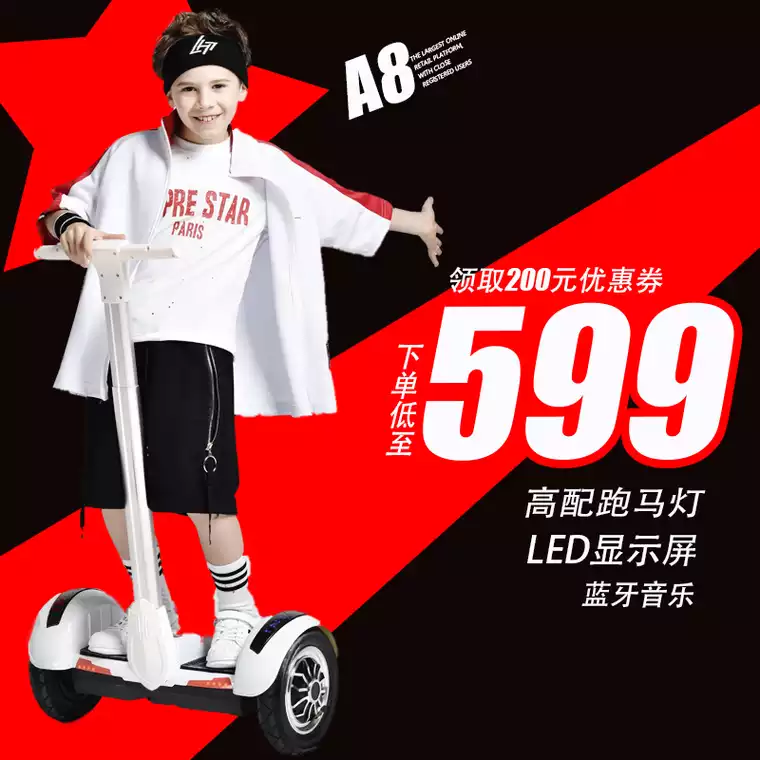 A8
THE LARGEST ONLINE
RETAIL PLATFORM,
WITH CLOSE
REGISTERED USERS
PRE STAR
PARIS
领取200元优惠券
下单低至
599
高配跑马灯
LED显示屏
蓝牙音乐